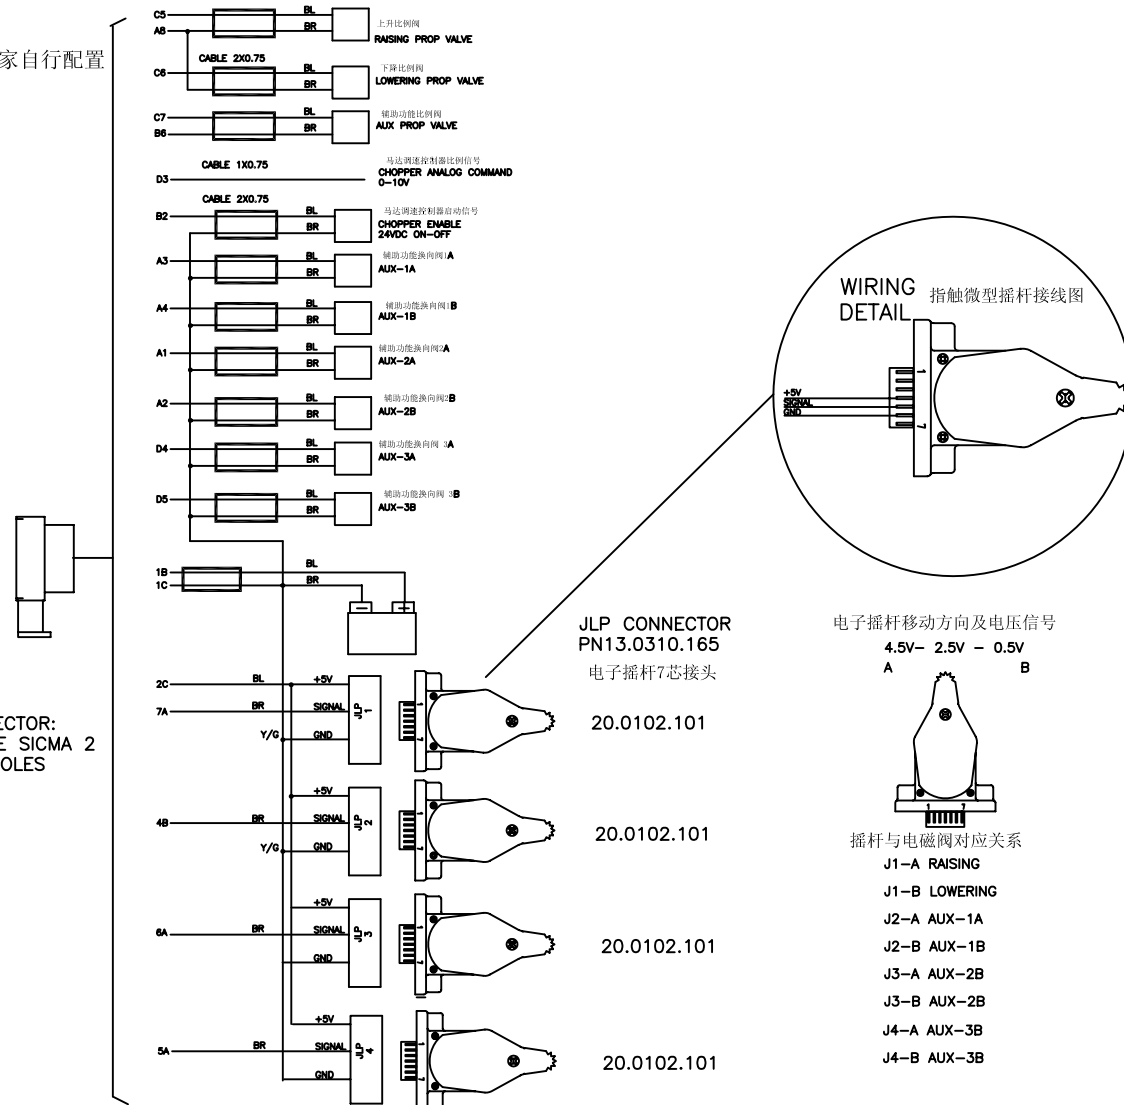 家自行配置
C5
BL
A8
BR
上升比例阀
RAISING PROP VALVE
CABLE 2X0.75
C6
BL
BR
下降比例阀
LOWERING PROP VALVE
C7
BL
B6
BR
辅助功能比例阀
AUX PROP VALVE
CABLE 1X0.75
D3
马达调速控制器比例信号
CHOPPER ANALOG COMMAND
0-10V
CABLE 2X0.75
B2
BL
BR
马达调速控制器启动信号
CHOPPER ENABLE
24VDC ON-OFF
A3
BL
BR
辅助功能换向阀1A
AUX-1A
A4
BL
BR
辅助功能换向阀1B
AUX-1B
A1
BL
BR
辅助功能换向阀2A
AUX-2A
A2
BL
BR
辅助功能换向阀2B
AUX-2B
D4
BL
BR
辅助功能换向阀 3A
AUX-3A
D5
BL
BR
辅助功能换向阀 3B
AUX-3B
1B
BL
1C
BR
ECTOR:
E SICMA 2
OLES
2C
BL
+5V
7A
BR
SIGNAL
Y/G
GND
JLP
1
1
7
20.0102.101
+5V
4B
BR
SIGNAL
Y/G
GND
JLP
2
1
7
20.0102.101
+5V
6A
BR
SIGNAL
GND
JLP
3
1
7
20.0102.101
+5V
5A
BR
SIGNAL
GND
JLP
4
1
7
20.0102.101
JLP CONNECTOR
PN13.0310.165
电子摇杆7芯接头
WIRING
DETAIL
指触微型摇杆接线图
+5V
SIGNAL
GND
1
7
电子摇杆移动方向及电压信号
4.5V- 2.5V - 0.5V
A B
1 7
摇杆与电磁阀对应关系
J1-A RAISING
J1-B LOWERING
J2-A AUX-1A
J2-B AUX-1B
J3-A AUX-2B
J3-B AUX-2B
J4-A AUX-3B
J4-B AUX-3B